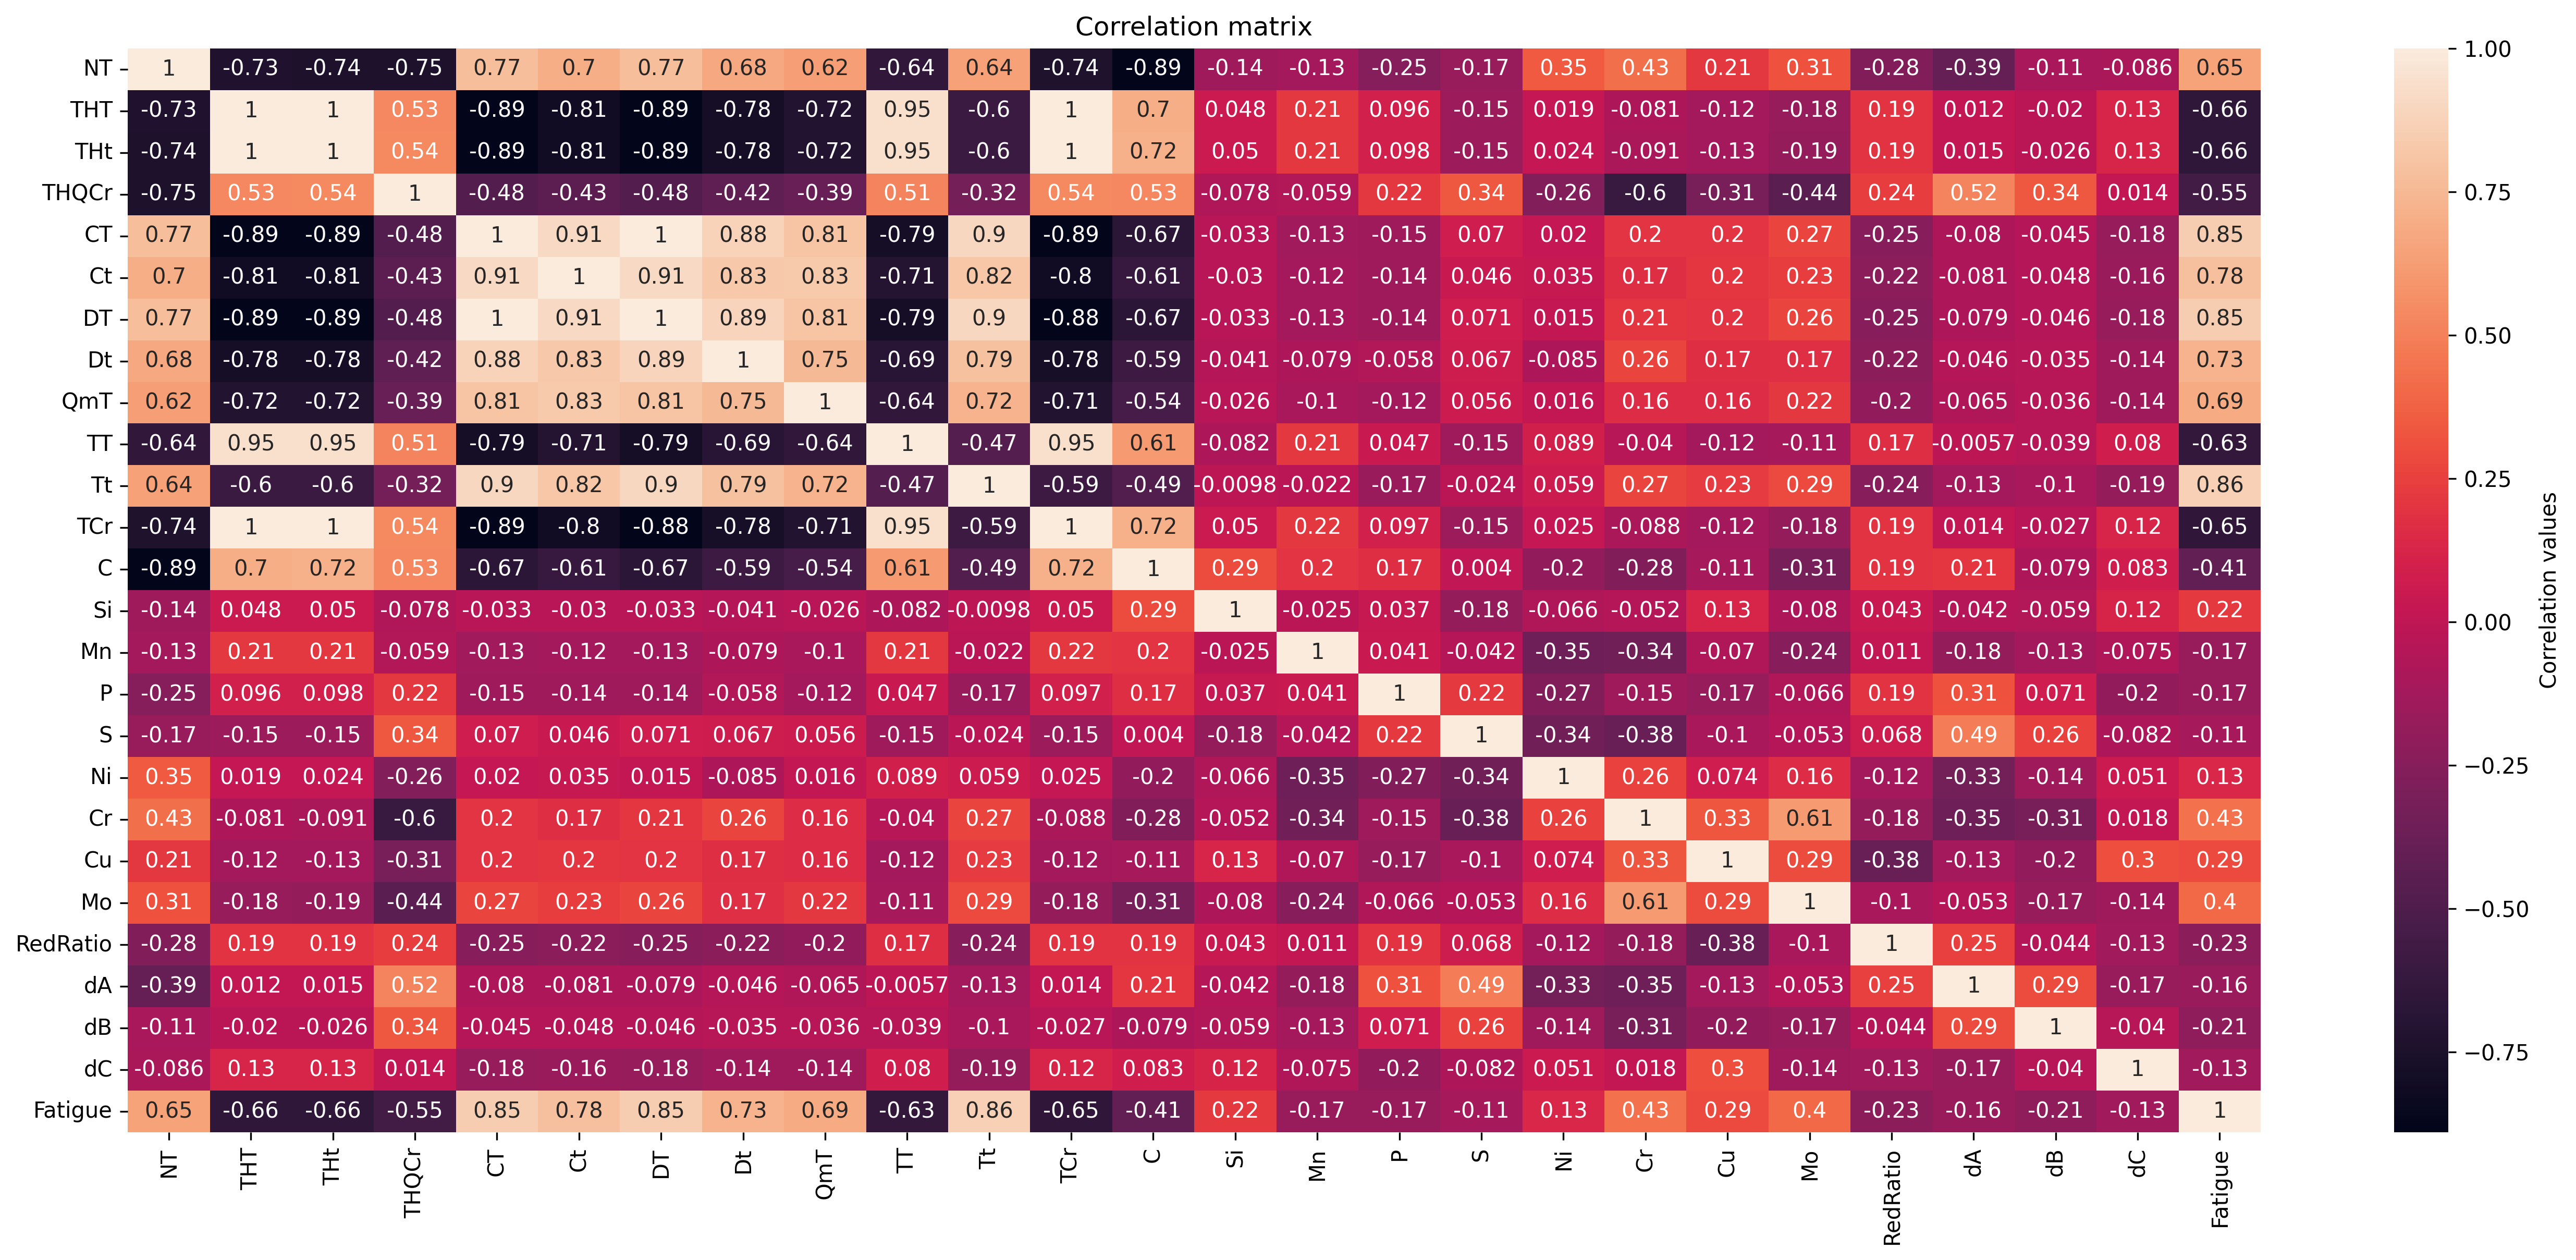 Correlation matrix
NT 1 -0.73 -0.74 -0.75 0.77 0.7 0.77 0.68 0.62 -0.64 0.64 -0.74 -0.89 -0.14 -0.13 -0.25 -0.17 0.35 0.43 0.21 0.31 -0.28 -0.39 -0.11 -0.086 0.65
THT -0.73 1 1 0.53 -0.89 -0.81 -0.89 -0.78 -0.72 0.95 -0.6 1 0.7 0.048 0.21 0.096 -0.15 0.019 -0.081 -0.12 -0.18 0.19 0.012 -0.02 0.13 -0.66
THt -0.74 1 1 0.54 -0.89 -0.81 -0.89 -0.78 -0.72 0.95 -0.6 1 0.72 0.05 0.21 0.098 -0.15 0.024 -0.091 -0.13 -0.19 0.19 0.015 -0.026 0.13 -0.66
THQCr -0.75 0.53 0.54 1 -0.48 -0.43 -0.48 -0.42 -0.39 0.51 -0.32 0.54 0.53 -0.078 -0.059 0.22 0.34 -0.26 -0.6 -0.31 -0.44 0.24 0.52 0.34 0.014 -0.55
CT 0.77 -0.89 -0.89 -0.48 1 0.91 1 0.88 0.81 -0.79 0.9 -0.89 -0.67 -0.033 -0.13 -0.15 0.07 0.02 0.2 0.2 0.27 -0.25 -0.08 -0.045 -0.18 0.85
Ct 0.7 -0.81 -0.81 -0.43 0.91 1 0.91 0.83 0.83 -0.71 0.82 -0.8 -0.61 -0.03 -0.12 -0.14 0.046 0.035 0.17 0.2 0.23 -0.22 -0.081 -0.048 -0.16 0.78
DT 0.77 -0.89 -0.89 -0.48 1 0.91 1 0.89 0.81 -0.79 0.9 -0.88 -0.67 -0.033 -0.13 -0.14 0.071 0.015 0.21 0.2 0.26 -0.25 -0.079 -0.046 -0.18 0.85
Dt 0.68 -0.78 -0.78 -0.42 0.88 0.83 0.89 1 0.75 -0.69 0.79 -0.78 -0.59 -0.041 -0.079 -0.058 0.067 -0.085 0.26 0.17 0.17 -0.22 -0.046 -0.035 -0.14 0.73
QmT 0.62 -0.72 -0.72 -0.39 0.81 0.83 0.81 0.75 1 -0.64 0.72 -0.71 -0.54 -0.026 -0.1 -0.12 0.056 0.016 0.16 0.16 0.22 -0.2 -0.065 -0.036 -0.14 0.69
TT -0.64 0.95 0.95 0.51 -0.79 -0.71 -0.79 -0.69 -0.64 1 -0.47 0.95 0.61 -0.082 0.21 0.047 -0.15 0.089 -0.04 -0.12 -0.11 0.17 -0.0057 -0.039 0.08 -0.63
Tt 0.64 -0.6 -0.6 -0.32 0.9 0.82 0.9 0.79 0.72 -0.47 1 -0.59 -0.49 -0.0098 -0.022 -0.17 -0.024 0.059 0.27 0.23 0.29 -0.24 -0.13 -0.1 -0.19 0.86
TCr -0.74 1 1 0.54 -0.89 -0.8 -0.88 -0.78 -0.71 0.95 -0.59 1 0.72 0.05 0.22 0.097 -0.15 0.025 -0.088 -0.12 -0.18 0.19 0.014 -0.027 0.12 -0.65
C -0.89 0.7 0.72 0.53 -0.67 -0.61 -0.67 -0.59 -0.54 0.61 -0.49 0.72 1 0.29 0.2 0.17 0.004 -0.2 -0.28 -0.11 -0.31 0.19 0.21 -0.079 0.083 -0.41
Si -0.14 0.048 0.05 -0.078 -0.033 -0.03 -0.033 -0.041 -0.026 -0.082 -0.0098 0.05 0.29 1 -0.025 0.037 -0.18 -0.066 -0.052 0.13 -0.08 0.043 -0.042 -0.059 0.12 0.22
Mn -0.13 0.21 0.21 -0.059 -0.13 -0.12 -0.13 -0.079 -0.1 0.21 -0.022 0.22 0.2 -0.025 1 0.041 -0.042 -0.35 -0.34 -0.07 -0.24 0.011 -0.18 -0.13 -0.075 -0.17
P -0.25 0.096 0.098 0.22 -0.15 -0.14 -0.14 -0.058 -0.12 0.047 -0.17 0.097 0.17 0.037 0.041 1 0.22 -0.27 -0.15 -0.17 -0.066 0.19 0.31 0.071 -0.2 -0.17
S -0.17 -0.15 -0.15 0.34 0.07 0.046 0.071 0.067 0.056 -0.15 -0.024 -0.15 0.004 -0.18 -0.042 0.22 1 -0.34 -0.38 -0.1 -0.053 0.068 0.49 0.26 -0.082 -0.11
Ni 0.35 0.019 0.024 -0.26 0.02 0.035 0.015 -0.085 0.016 0.089 0.059 0.025 -0.2 -0.066 -0.35 -0.27 -0.34 1 0.26 0.074 0.16 -0.12 -0.33 -0.14 0.051 0.13
Cr 0.43 -0.081 -0.091 -0.6 0.2 0.17 0.21 0.26 0.16 -0.04 0.27 -0.088 -0.28 -0.052 -0.34 -0.15 -0.38 0.26 1 0.33 0.61 -0.18 -0.35 -0.31 0.018 0.43
Cu 0.21 -0.12 -0.13 -0.31 0.2 0.2 0.2 0.17 0.16 -0.12 0.23 -0.12 -0.11 0.13 -0.07 -0.17 -0.1 0.074 0.33 1 0.29 -0.38 -0.13 -0.2 0.3 0.29
Mo 0.31 -0.18 -0.19 -0.44 0.27 0.23 0.26 0.17 0.22 -0.11 0.29 -0.18 -0.31 -0.08 -0.24 -0.066 -0.053 0.16 0.61 0.29 1 -0.1 -0.053 -0.17 -0.14 0.4
RedRatio -0.28 0.19 0.19 0.24 -0.25 -0.22 -0.25 -0.22 -0.2 0.17 -0.24 0.19 0.19 0.043 0.011 0.19 0.068 -0.12 -0.18 -0.38 -0.1 1 0.25 -0.044 -0.13 -0.23
dA -0.39 0.012 0.015 0.52 -0.08 -0.081 -0.079 -0.046 -0.065 -0.0057 -0.13 0.014 0.21 -0.042 -0.18 0.31 0.49 -0.33 -0.35 -0.13 -0.053 0.25 1 0.29 -0.17 -0.16
dB -0.11 -0.02 -0.026 0.34 -0.045 -0.048 -0.046 -0.035 -0.036 -0.039 -0.1 -0.027 -0.079 -0.059 -0.13 0.071 0.26 -0.14 -0.31 -0.2 -0.17 -0.044 0.29 1 -0.04 -0.21
dC -0.086 0.13 0.13 0.014 -0.18 -0.16 -0.18 -0.14 -0.14 0.08 -0.19 0.12 0.083 0.12 -0.075 -0.2 -0.082 0.051 0.018 0.3 -0.14 -0.13 -0.17 -0.04 1 -0.13
Fatigue 0.65 -0.66 -0.66 -0.55 0.85 0.78 0.85 0.73 0.69 -0.63 0.86 -0.65 -0.41 0.22 -0.17 -0.17 -0.11 0.13 0.43 0.29 0.4 -0.23 -0.16 -0.21 -0.13 1
NT THT THt THQCr CT Ct DT Dt QmT TT Tt TCr C Si Mn P S Ni Cr Cu Mo RedRatio dA dB dC Fatigue
1.00
0.75
0.50
0.25
0.00
−0.25
−0.50
−0.75
Correlation values